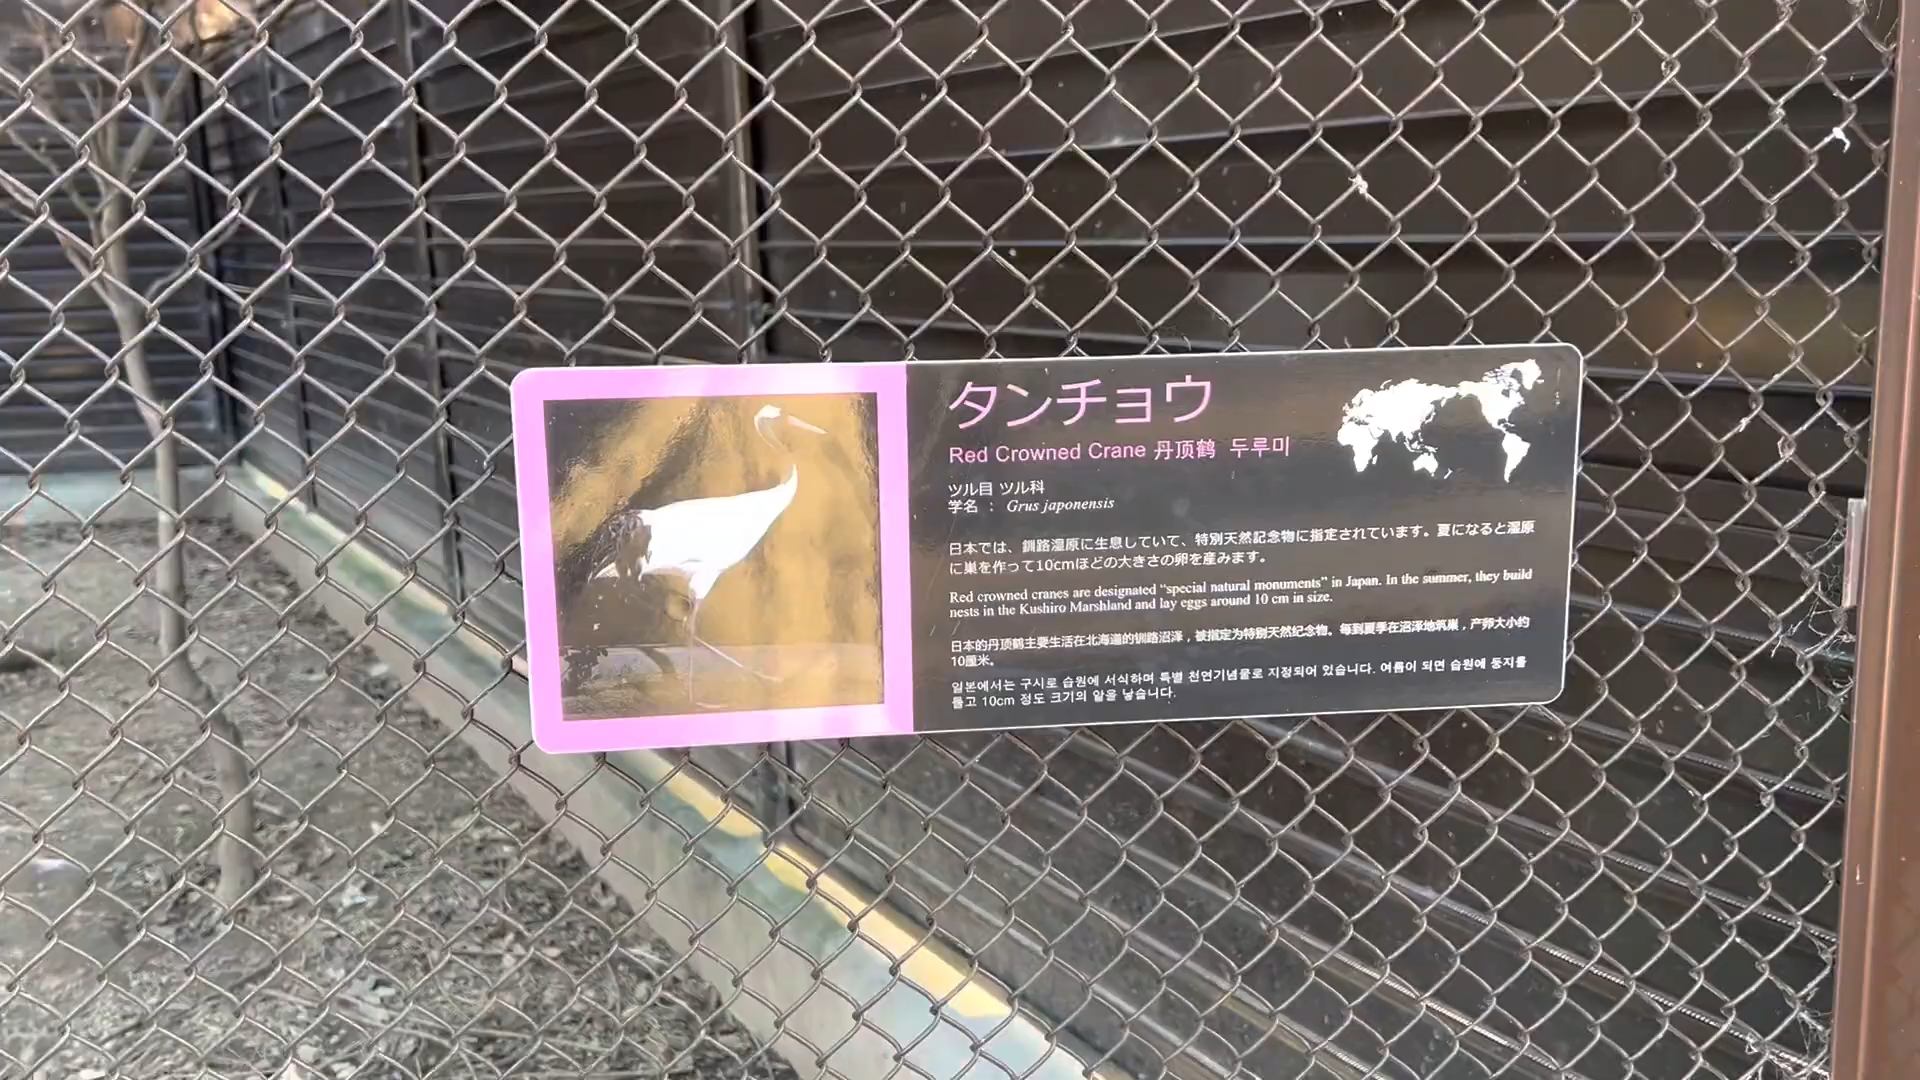 タンチョウ
Red Crowned Crane 丹顶鹤 두루미
ツル目 ツル科
学名 : Grus japonensis
日本では、釧路湿原に生息していて、特別天然記念物に指定されています。夏になると湿原
に巣を作って10cmほどの大きさの卵を産みます。
Red crowned cranes are designated “special natural monuments” in Japan. In the summer, they build
nests in the Kushiro Marshland and lay eggs around 10 cm in size.
日本的丹顶鹤主要生活在北海道的钏路沼泽，被指定为特别天然纪念物。每到夏季在沼泽地筑巢，产卵大小约
10厘米。
일본에서는 구시로 습원에 서식하며 특별 천연기념물로 지정되어 있습니다. 여름이 되면 습원에 둥지를
틀고 10cm 정도 크기의 알을 낳습니다.